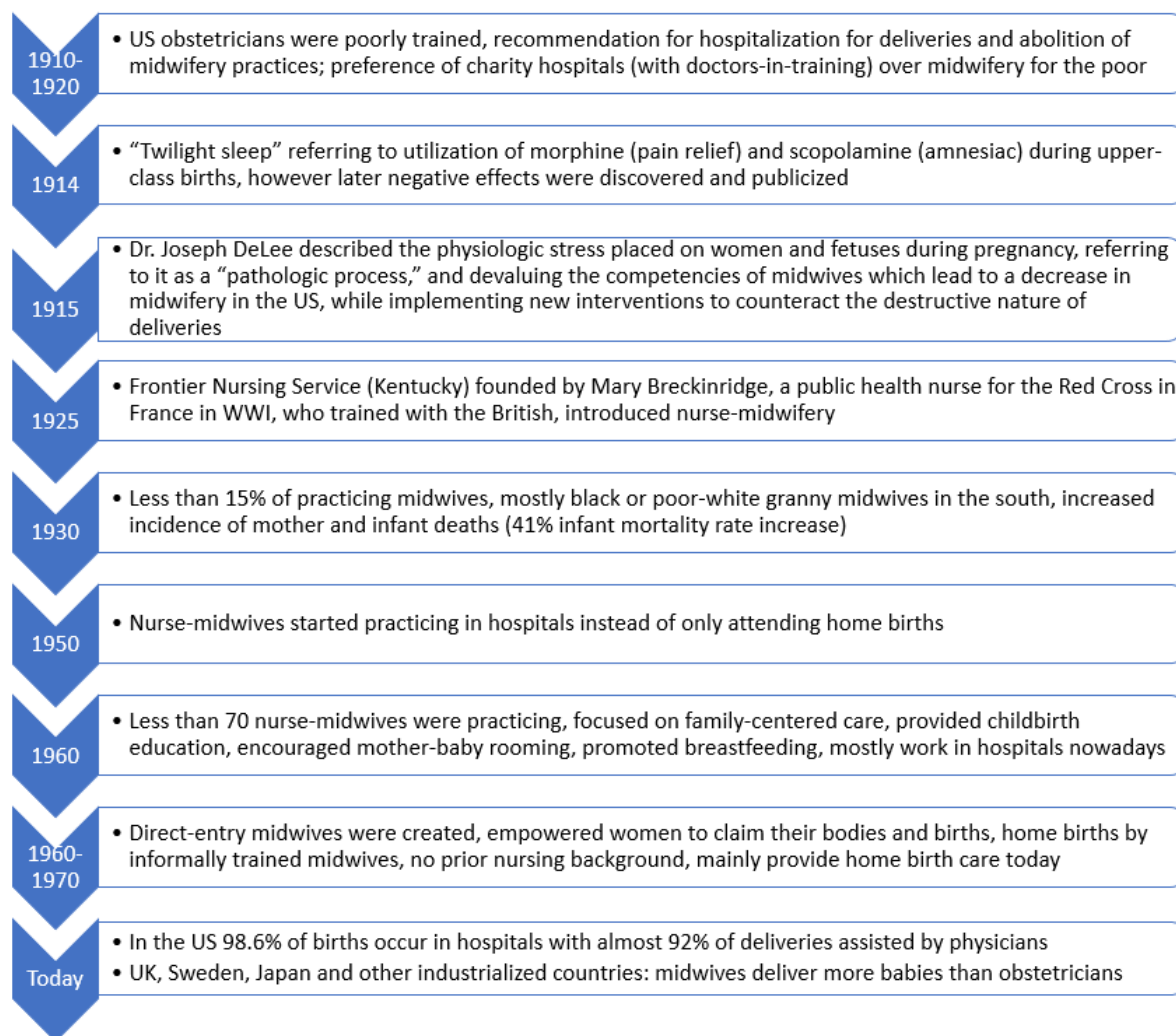 1910-
1920
• US obstetricians were poorly trained, recommendation for hospitalization for deliveries and abolition of
midwifery practices; preference of charity hospitals (with doctors-in-training) over midwifery for the poor
1914
• “Twilight sleep” referring to utilization of morphine (pain relief) and scopolamine (amnesiac) during upper-
class births, however later negative effects were discovered and publicized
1915
• Dr. Joseph DeLee described the physiologic stress placed on women and fetuses during pregnancy, referring
to it as a “pathologic process,” and devaluing the competencies of midwives which lead to a decrease in
midwifery in the US, while implementing new interventions to counteract the destructive nature of
deliveries
1925
• Frontier Nursing Service (Kentucky) founded by Mary Breckinridge, a public health nurse for the Red Cross in
France in WWI, who trained with the British, introduced nurse-midwifery
1930
• Less than 15% of practicing midwives, mostly black or poor-white granny midwives in the south, increased
incidence of mother and infant deaths (41% infant mortality rate increase)
1950
• Nurse-midwives started practicing in hospitals instead of only attending home births
1960
• Less than 70 nurse-midwives were practicing, focused on family-centered care, provided childbirth
education, encouraged mother-baby rooming, promoted breastfeeding, mostly work in hospitals nowadays
1960-
1970
• Direct-entry midwives were created, empowered women to claim their bodies and births, home births by
informally trained midwives, no prior nursing background, mainly provide home birth care today
Today
• In the US 98.6% of births occur in hospitals with almost 92% of deliveries assisted by physicians
• UK, Sweden, Japan and other industrialized countries: midwives deliver more babies than obstetricians